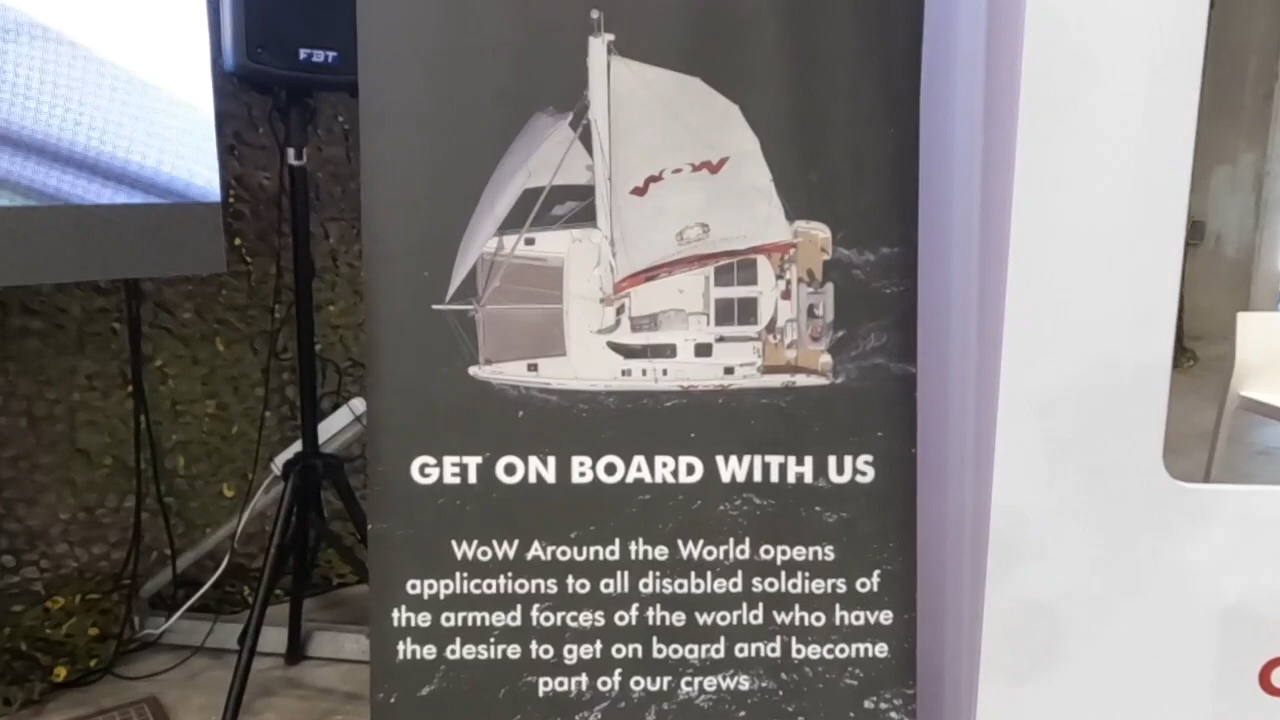 FBT
WOW
GET ON BOARD WITH US
WoW Around the World opens
applications to all disabled soldiers of
the armed forces of the world who have
the desire to get on board and become
part of our crews